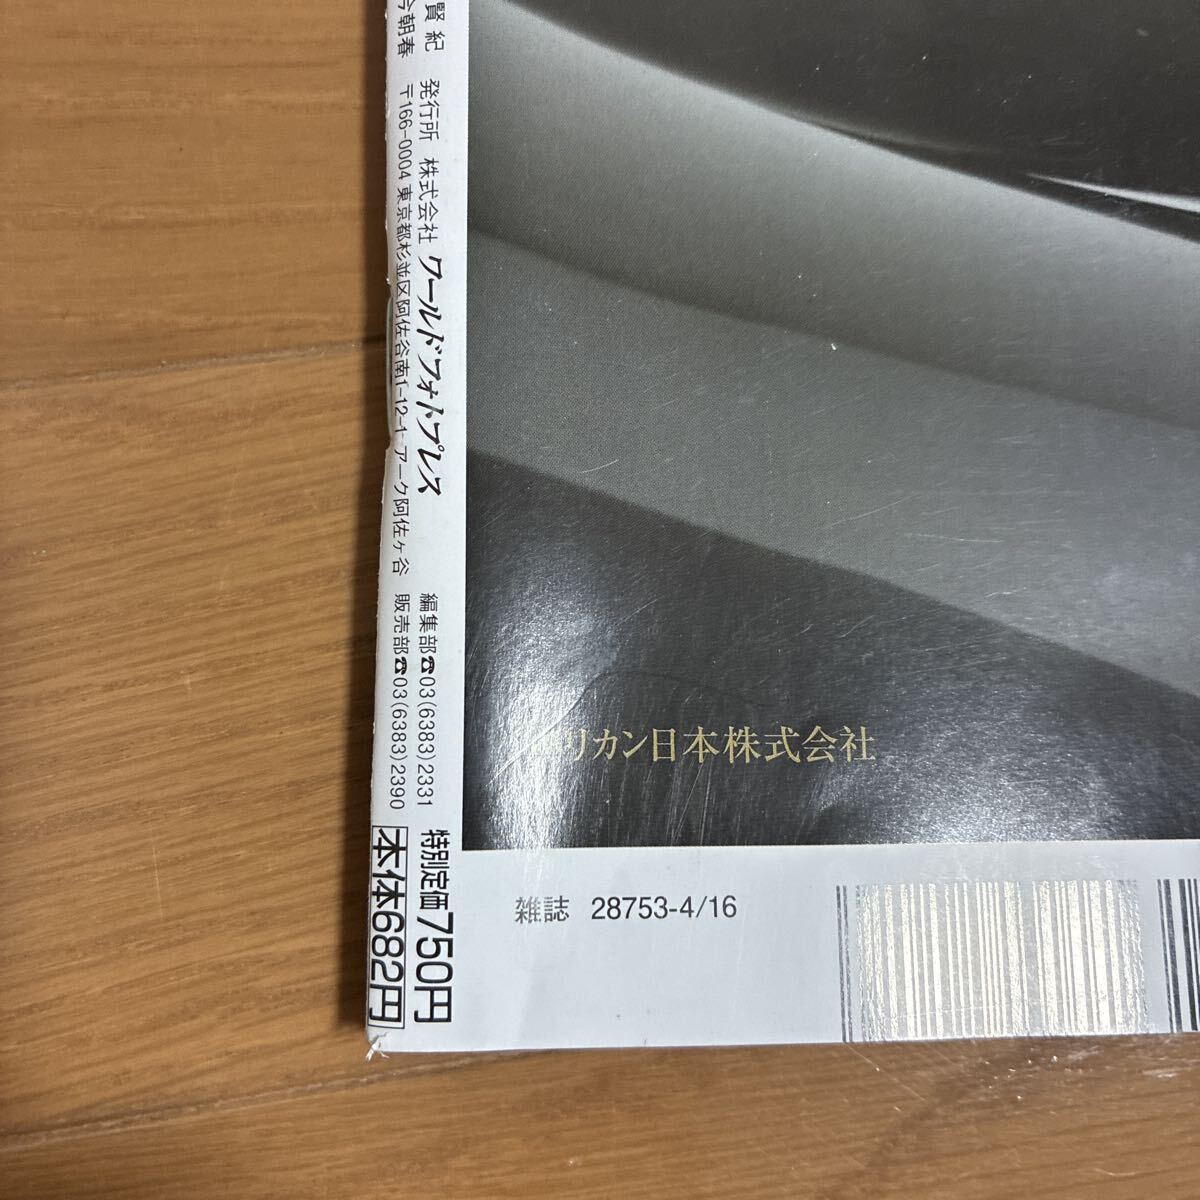 賢紀
今朝春
発行所 株式会社 ワールドフォトプレス
〒166-0004 東京都杉並区阿佐谷南1-12-1 アーク阿佐ヶ谷
編集部☎03(6383)2331
販売部☎03(6383)2390
特別定価750円
本体682円
ペリカン日本株式会社
雑誌 28753-4/16